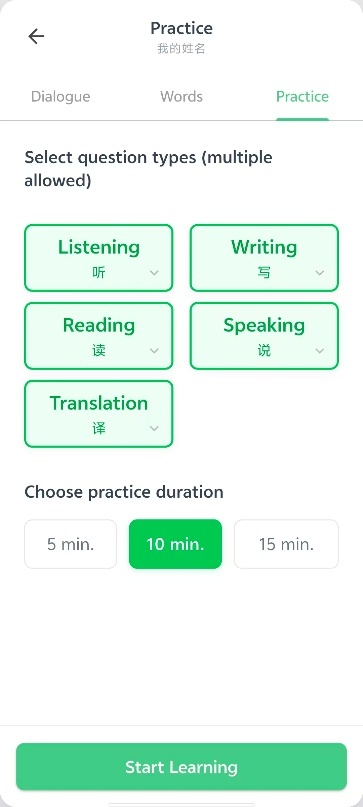 Practice
我的姓名
Dialogue Words Practice
Select question types (multiple
allowed)
Listening Writing
听 写
Reading Speaking
读 说
Translation
译
Choose practice duration
5 min. 10 min. 15 min.
Start Learning